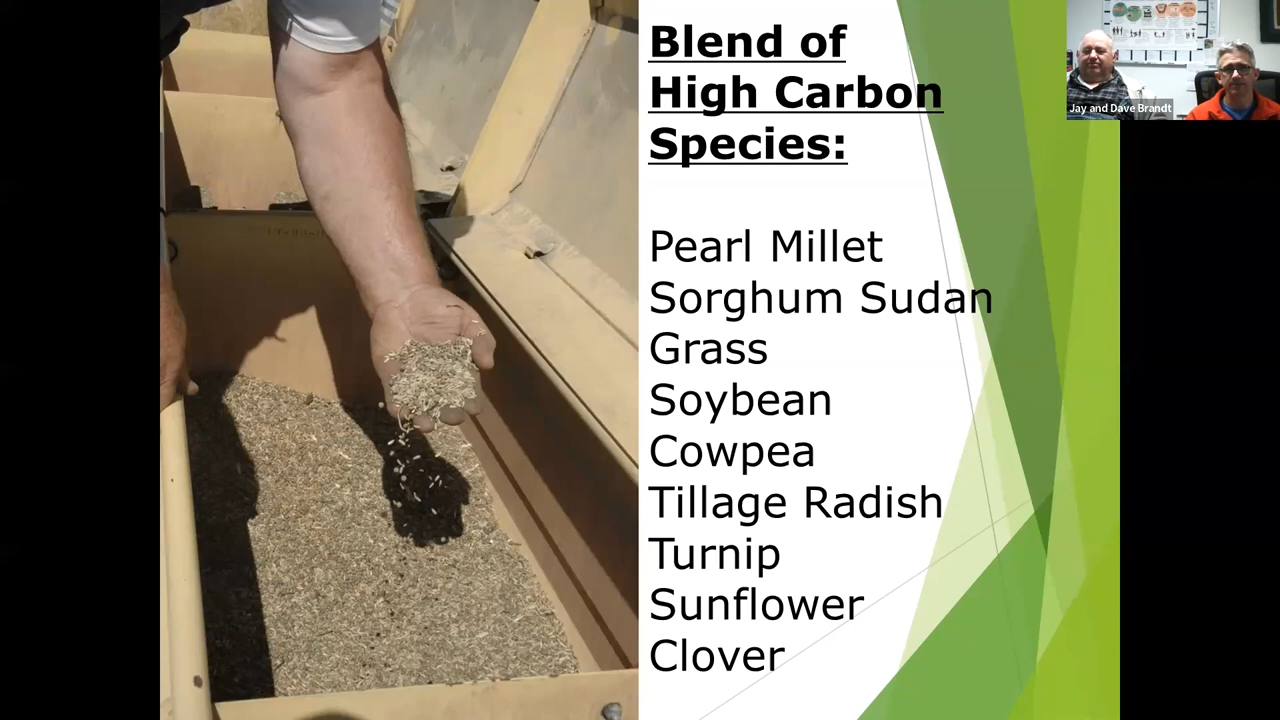 Blend of
High Carbon
Species:
Pearl Millet
Sorghum Sudan
Grass
Soybean
Cowpea
Tillage Radish
Turnip
Sunflower
Clover
Jay and Dave Brandt